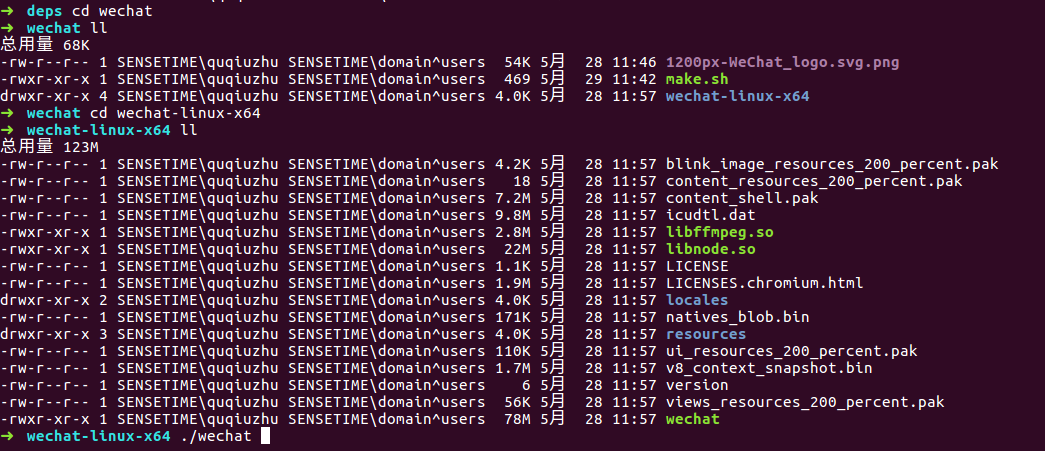 ➜ deps cd wechat
➜ wechat ll
总用量 68K
-rw-r--r-- 1 SENSETIME\quqiuzhu SENSETIME\domain^users 54K 5月 28 11:46 1200px-WeChat_logo.svg.png
-rwxr-xr-x 1 SENSETIME\quqiuzhu SENSETIME\domain^users 469 5月 29 11:42 make.sh
drwxr-xr-x 4 SENSETIME\quqiuzhu SENSETIME\domain^users 4.0K 5月 28 11:57 wechat-linux-x64
➜ wechat cd wechat-linux-x64
➜ wechat-linux-x64 ll
总用量 123M
-rw-r--r-- 1 SENSETIME\quqiuzhu SENSETIME\domain^users 4.2K 5月 28 11:57 blink_image_resources_200_percent.pak
-rw-r--r-- 1 SENSETIME\quqiuzhu SENSETIME\domain^users 18 5月 28 11:57 content_resources_200_percent.pak
-rw-r--r-- 1 SENSETIME\quqiuzhu SENSETIME\domain^users 7.2M 5月 28 11:57 content_shell.pak
-rw-r--r-- 1 SENSETIME\quqiuzhu SENSETIME\domain^users 9.8M 5月 28 11:57 icudtl.dat
-rwxr-xr-x 1 SENSETIME\quqiuzhu SENSETIME\domain^users 2.8M 5月 28 11:57 libffmpeg.so
-rwxr-xr-x 1 SENSETIME\quqiuzhu SENSETIME\domain^users 22M 5月 28 11:57 libnode.so
-rw-r--r-- 1 SENSETIME\quqiuzhu SENSETIME\domain^users 1.1K 5月 28 11:57 LICENSE
-rw-r--r-- 1 SENSETIME\quqiuzhu SENSETIME\domain^users 1.9M 5月 28 11:57 LICENSES.chromium.html
drwxr-xr-x 2 SENSETIME\quqiuzhu SENSETIME\domain^users 4.0K 5月 28 11:57 locales
-rw-r--r-- 1 SENSETIME\quqiuzhu SENSETIME\domain^users 171K 5月 28 11:57 natives_blob.bin
drwxr-xr-x 3 SENSETIME\quqiuzhu SENSETIME\domain^users 4.0K 5月 28 11:57 resources
-rw-r--r-- 1 SENSETIME\quqiuzhu SENSETIME\domain^users 110K 5月 28 11:57 ui_resources_200_percent.pak
-rw-r--r-- 1 SENSETIME\quqiuzhu SENSETIME\domain^users 1.7M 5月 28 11:57 v8_context_snapshot.bin
-rw-r--r-- 1 SENSETIME\quqiuzhu SENSETIME\domain^users 6 5月 28 11:57 version
-rw-r--r-- 1 SENSETIME\quqiuzhu SENSETIME\domain^users 56K 5月 28 11:57 views_resources_200_percent.pak
-rwxr-xr-x 1 SENSETIME\quqiuzhu SENSETIME\domain^users 78M 5月 28 11:57 wechat
➜ wechat-linux-x64 ./wechat